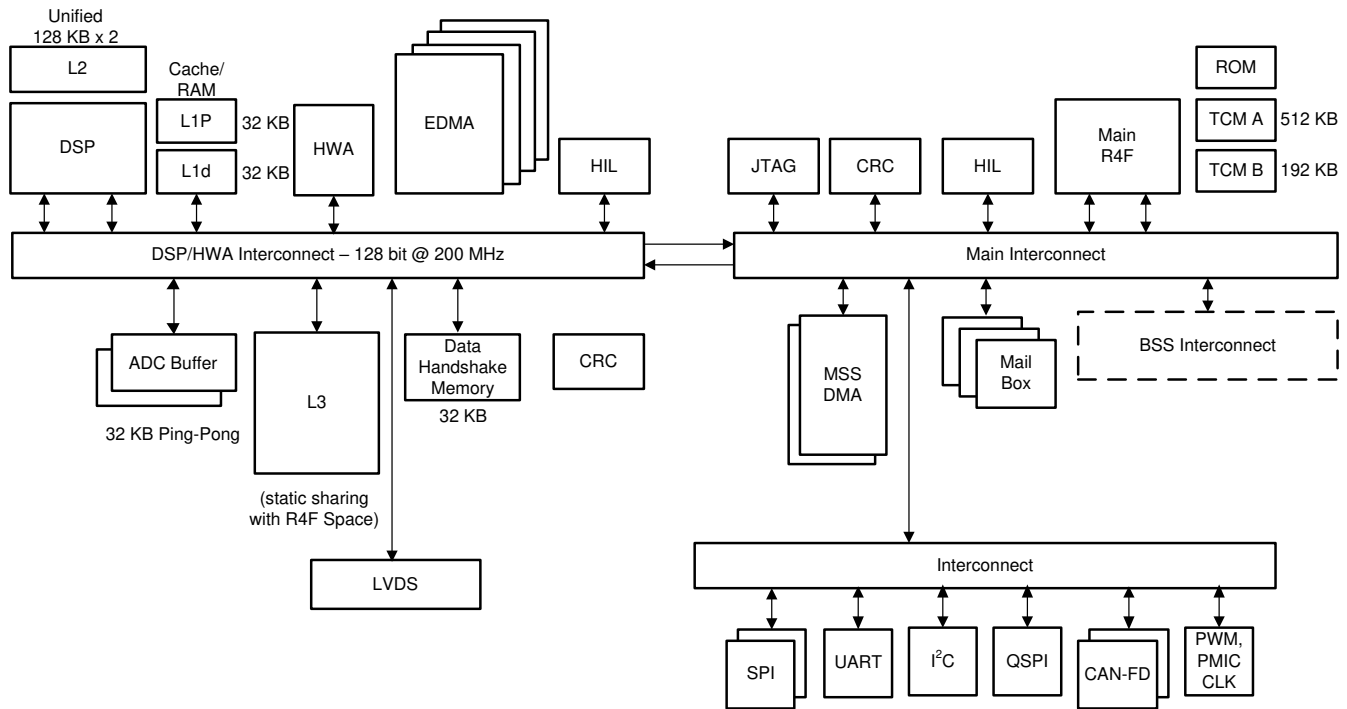 Unified
128 KB x 2
L2
Cache/
RAM
DSP
L1P
32 KB
L1d
32 KB
HWA
EDMA
HIL
JTAG
CRC
HIL
Main
R4F
ROM
TCM A
512 KB
TCM B
192 KB
DSP/HWA Interconnect – 128 bit @ 200 MHz
Main Interconnect
ADC Buffer
32 KB Ping-Pong
L3
(static sharing
with R4F Space)
Data
Handshake
Memory
32 KB
CRC
LVDS
MSS
DMA
Mail
Box
BSS Interconnect
Interconnect
SPI
UART
I²C
QSPI
CAN-FD
PWM,
PMIC
CLK